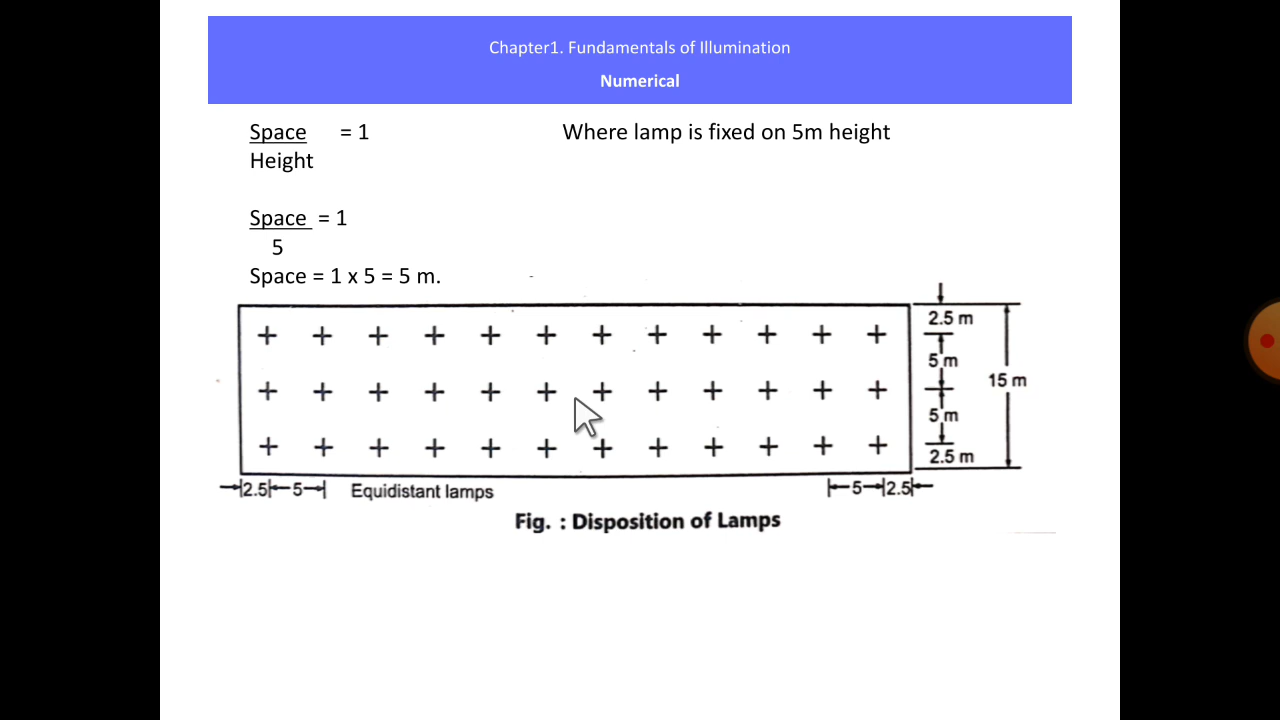 Chapter1. Fundamentals of Illumination
Numerical
Space = 1 Where lamp is fixed on 5m height
Height
Space = 1
5
Space = 1 x 5 = 5 m.
2.5 m
5 m
15 m
5 m
2.5 m
2.5 5 Equidistant lamps 5 2.5
Fig. : Disposition of Lamps